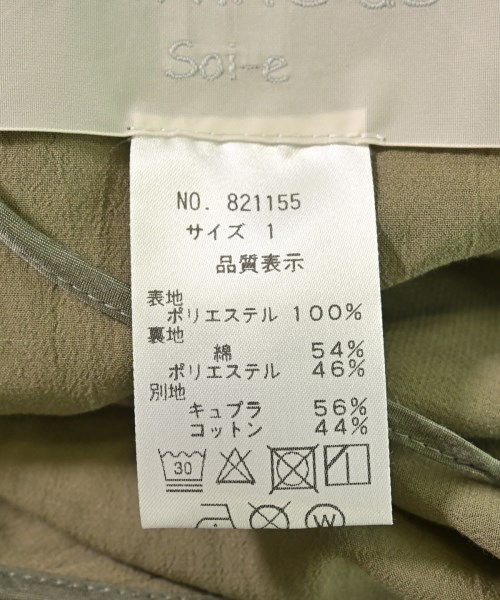 Soi-e
NO. 821155
サイズ 1
品質表示
表地
ポリエステル 100%
裏地
綿 54%
ポリエステル 46%
別地
キュプラ 56%
コットン 44%
30
W